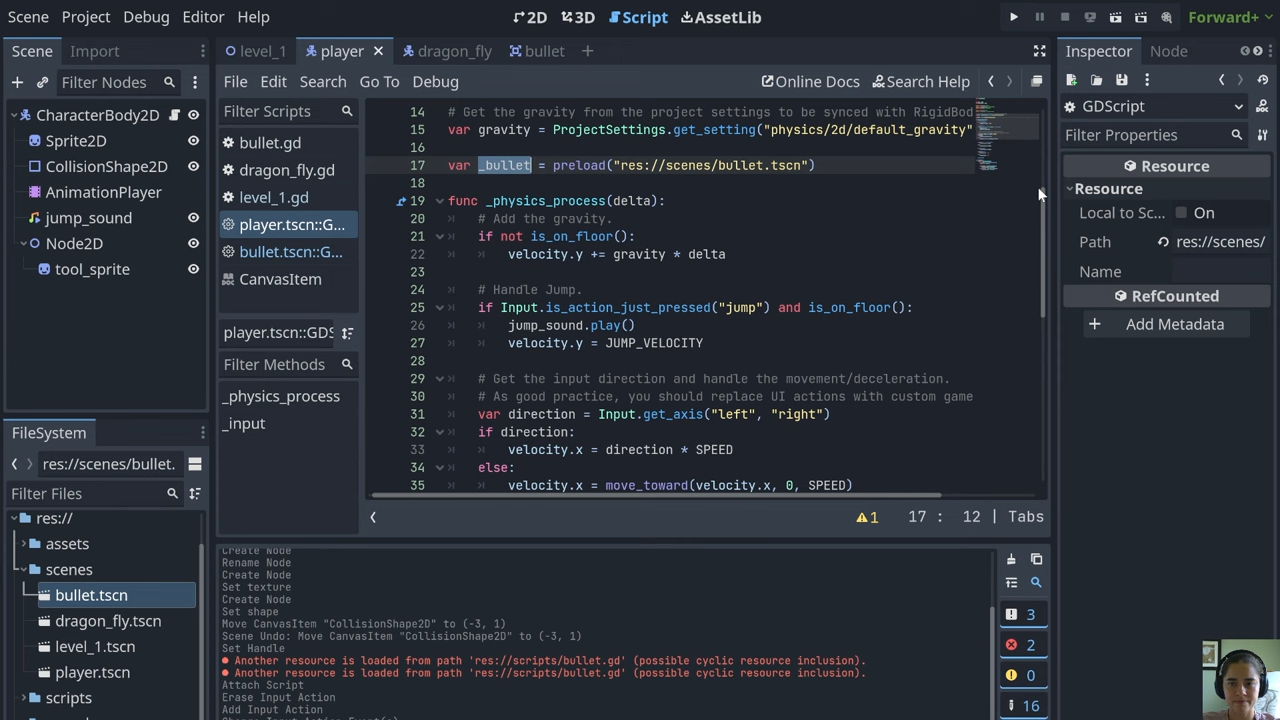 Scene Project Debug Editor Help
2D 3D Script AssetLib
Forward+
Scene Import
level_1 player dragon_fly bullet
Inspector Node
Filter Nodes
File Edit Search Go To Debug
Online Docs Search Help
CharacterBody2D
Sprite2D
CollisionShape2D
AnimationPlayer
jump_sound
Node2D
tool_sprite
Filter Scripts
bullet.gd
dragon_fly.gd
level_1.gd
player.tscn::G...
bullet.tscn::G...
CanvasItem
player.tscn::GDS
Filter Methods
_physics_process
_input
14 # Get the gravity from the project settings to be synced with RigidBod
15 var gravity = ProjectSettings.get_setting("physics/2d/default_gravity"
16
17 var _bullet = preload("res://scenes/bullet.tscn")
18
19 func _physics_process(delta):
20 # Add the gravity.
21 if not is_on_floor():
22 velocity.y += gravity * delta
23
24 # Handle Jump.
25 if Input.is_action_just_pressed("jump") and is_on_floor():
26 jump_sound.play()
27 velocity.y = JUMP_VELOCITY
28
29 # Get the input direction and handle the movement/deceleration.
30 # As good practice, you should replace UI actions with custom game
31 var direction = Input.get_axis("left", "right")
32 if direction:
33 velocity.x = direction * SPEED
34 else:
35 velocity.x = move_toward(velocity.x, 0, SPEED)
1 17 : 12 | Tabs
GDScript
Filter Properties
Resource
Resource
Local to Sc... On
Path res://scenes/
Name
RefCounted
Add Metadata
FileSystem
res://scenes/bullet.
Filter Files
res://
assets
scenes
bullet.tscn
dragon_fly.tscn
level_1.tscn
player.tscn
scripts
Create Node
Rename Node
Create Node
Set texture
Create Node
Set shape
Move CanvasItem "CollisionShape2D" to (-3, 1)
Scene Undo: Move CanvasItem "CollisionShape2D" to (-3, 1)
Set Handle
Another resource is loaded from path 'res://scripts/bullet.gd' (possible cyclic resource inclusion).
Another resource is loaded from path 'res://scripts/bullet.gd' (possible cyclic resource inclusion).
Attach Script
Erase Input Action
Add Input Action
Change Input Action Event(s)
3
2
0
16